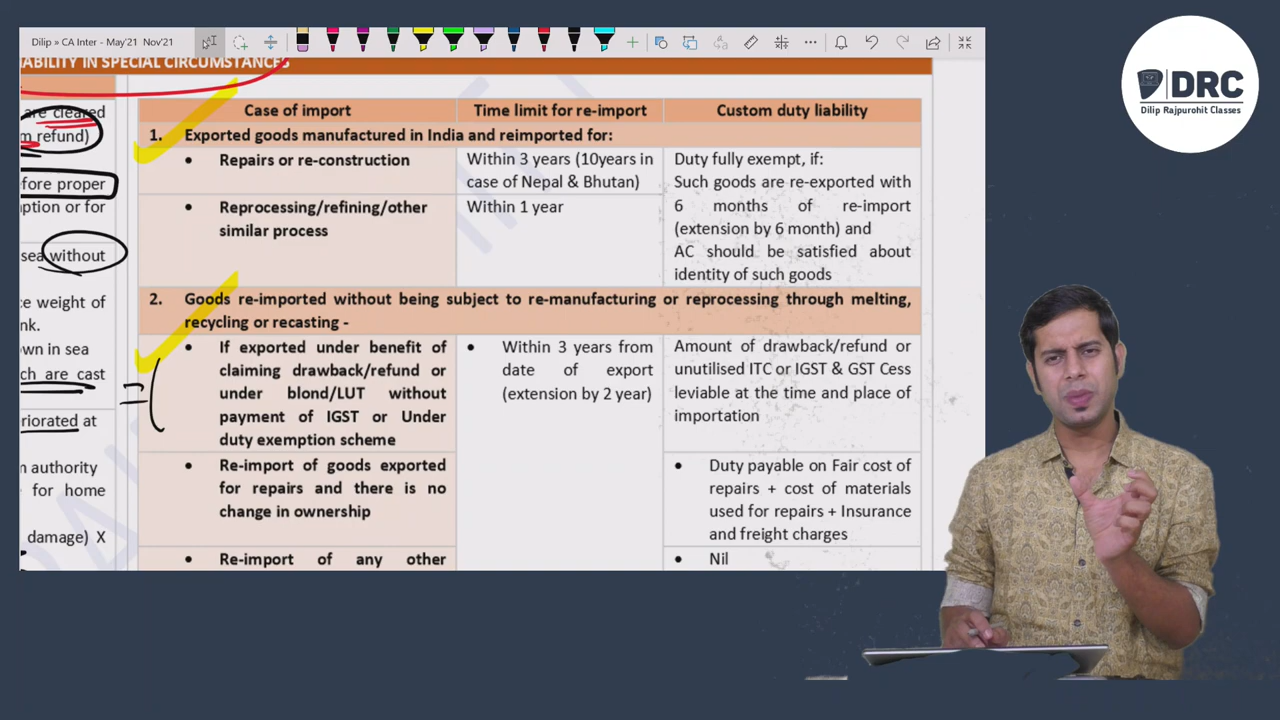 Dilip » CA Inter - May'21 Nov'21
DRC
Dilip Rajpurohit Classes
ABILITY IN SPECIAL CIRCUMSTANCES
are cleared
m refund)
fore proper
ption or for
sea without
ce weight of
nk.
own in sea
ch are cast
riorated at
m authority
for home
damage) X
Case of import
Time limit for re-import
Custom duty liability
1. Exported goods manufactured in India and reimported for:
• Repairs or re-construction
Within 3 years (10years in
case of Nepal & Bhutan)
Duty fully exempt, if:
Such goods are re-exported with
6 months of re-import
(extension by 6 month) and
AC should be satisfied about
identity of such goods
• Reprocessing/refining/other
similar process
Within 1 year
2. Goods re-imported without being subject to re-manufacturing or reprocessing through melting,
recycling or recasting -
• If exported under benefit of
claiming drawback/refund or
under blond/LUT without
payment of IGST or Under
duty exemption scheme
• Within 3 years from
date of export
(extension by 2 year)
Amount of drawback/refund or
unutilised ITC or IGST & GST Cess
leviable at the time and place of
importation
• Re-import of goods exported
for repairs and there is no
change in ownership
• Duty payable on Fair cost of
repairs + cost of materials
used for repairs + Insurance
and freight charges
• Re-import of any other
• Nil